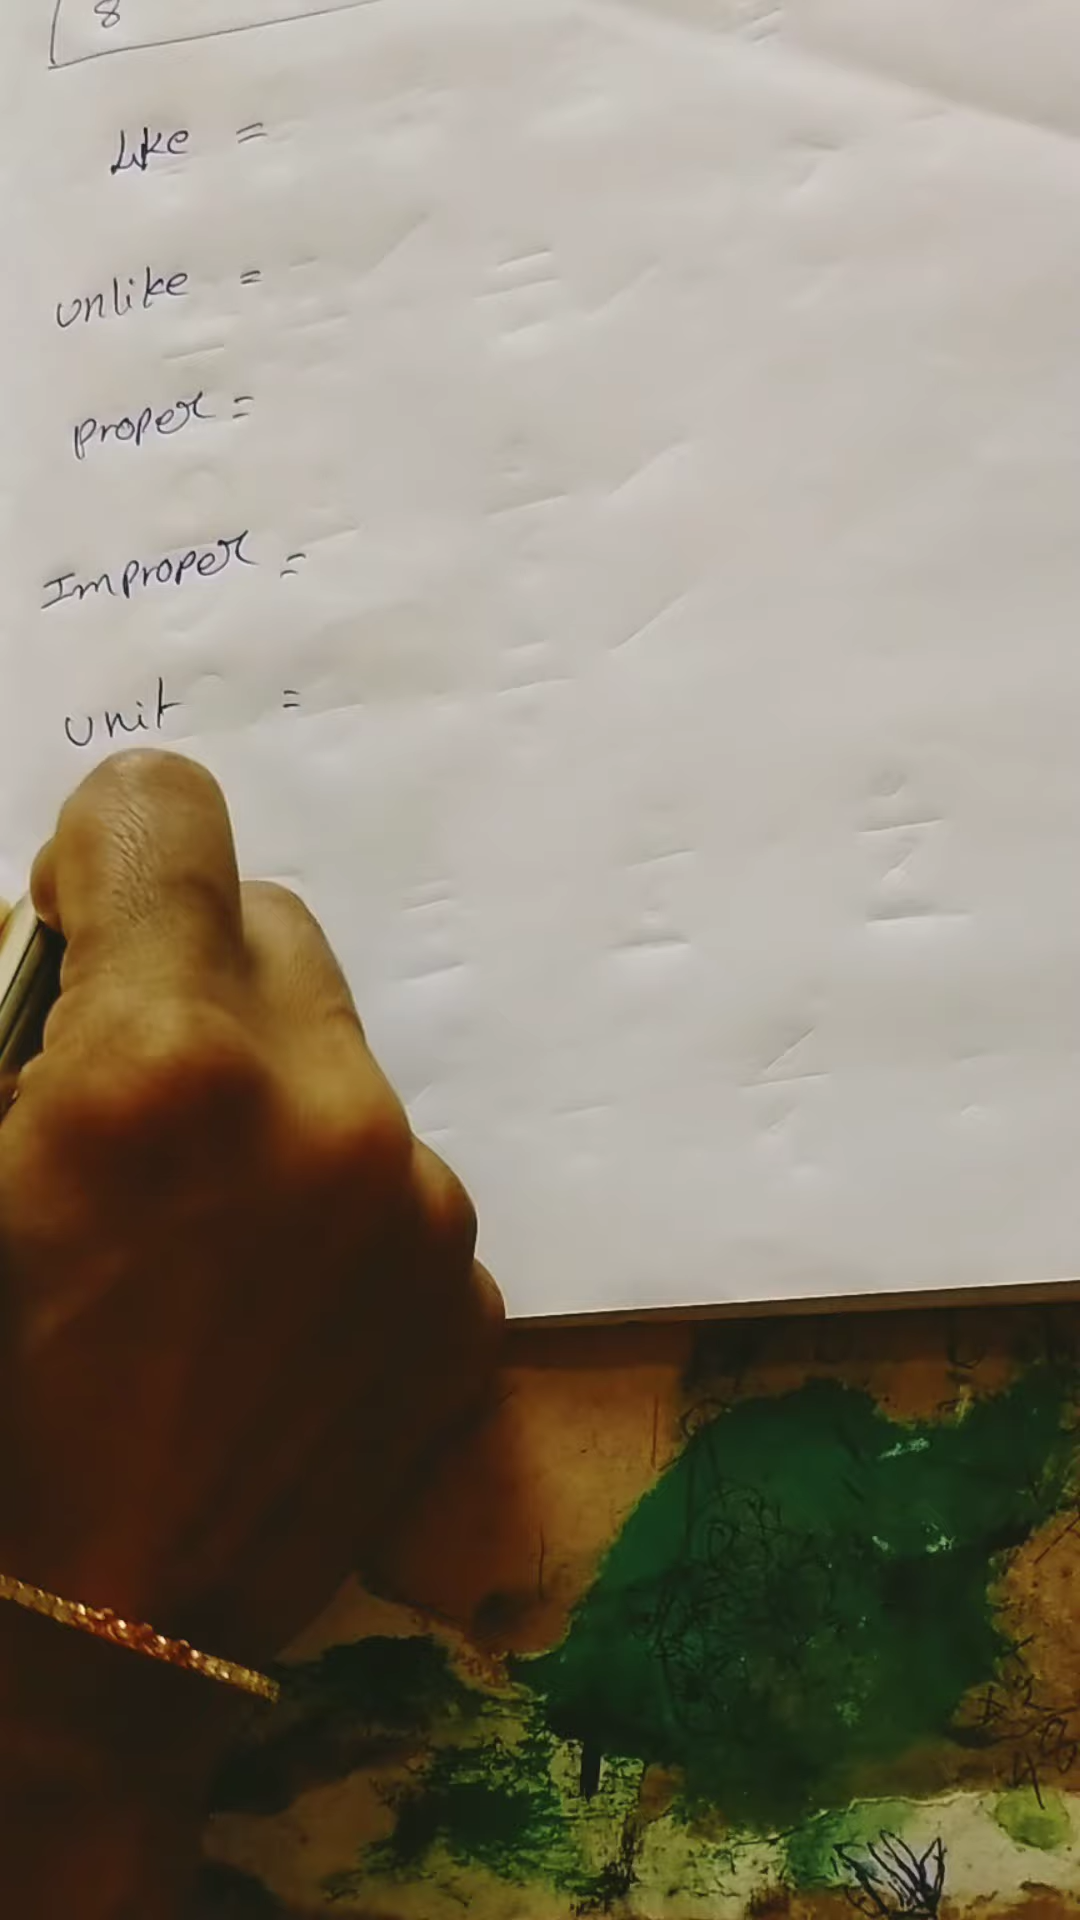 8
Like =
unlike =
proper =
Improper =
unit =